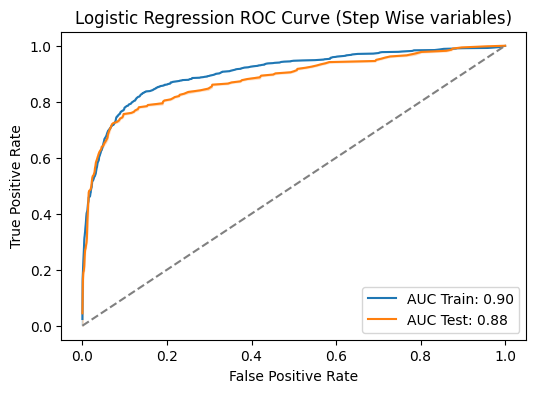 Logistic Regression ROC Curve (Step Wise variables)
True Positive Rate
1.0
0.8
0.6
0.4
0.2
0.0
AUC Train: 0.90
AUC Test: 0.88
0.0 0.2 0.4 0.6 0.8 1.0
False Positive Rate